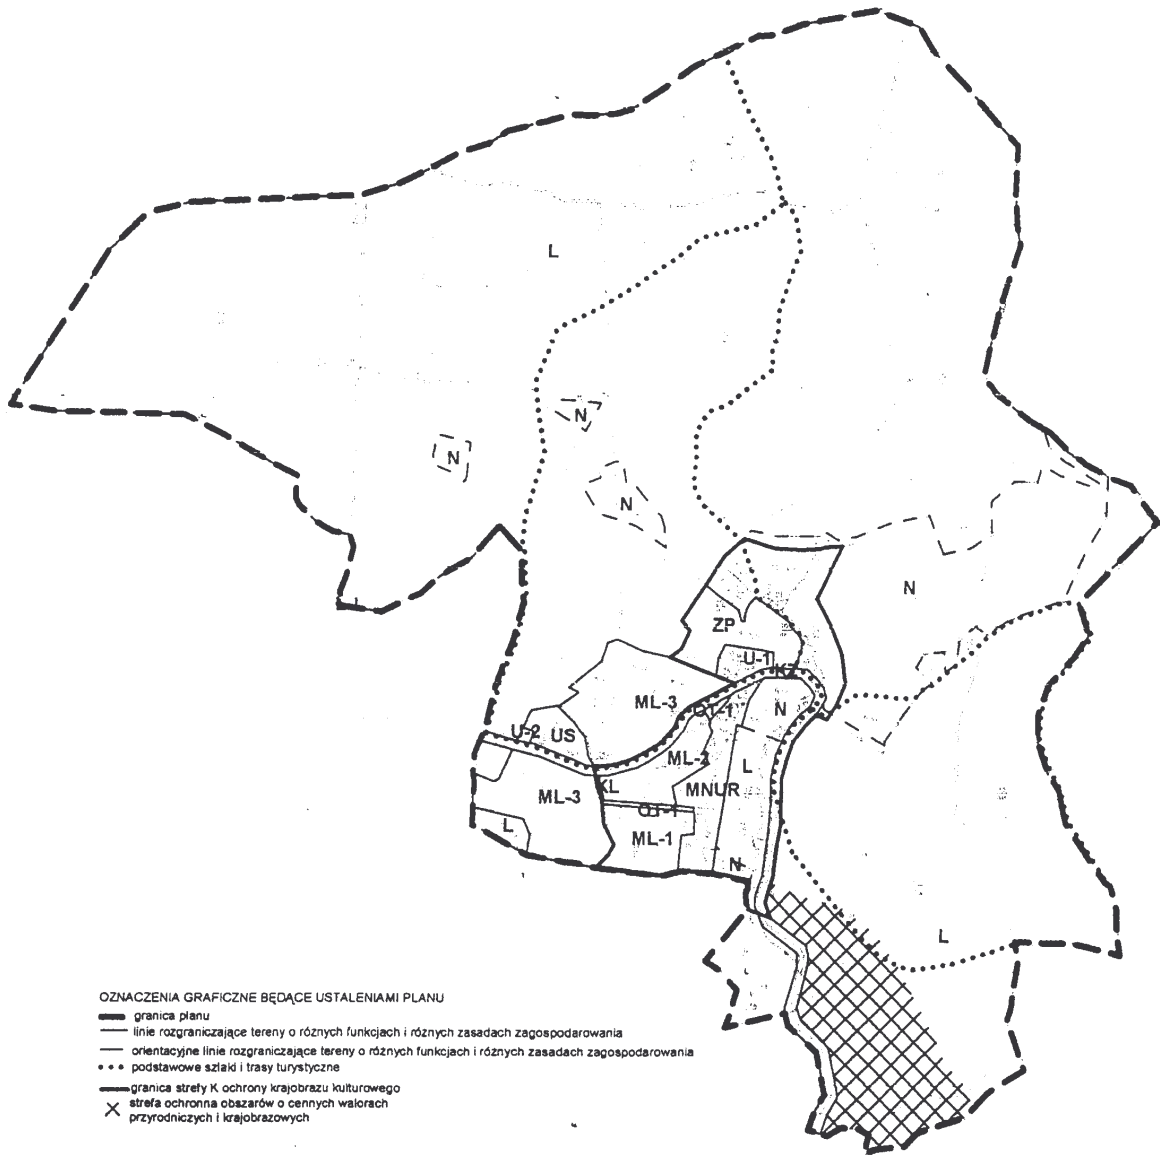 L
N
N
N
N
ZP
U-1
KZ
ML-3
OT-1
N
U-2
US
ML-2
L
KL
MNUR
ML-3
OT-1
L
ML-1
N
L
OZNACZENIA GRAFICZNE BĘDĄCE USTALENIAMI PLANU
granica planu
linie rozgraniczające tereny o różnych funkcjach i różnych zasadach zagospodarowania
orientacyjne linie rozgraniczające tereny o różnych funkcjach i różnych zasadach zagospodarowania
podstawowe szlaki i trasy turystyczne
granica strefy K ochrony krajobrazu kulturowego
strefa ochronna obszarów o cennych walorach
przyrodniczych i krajobrazowych